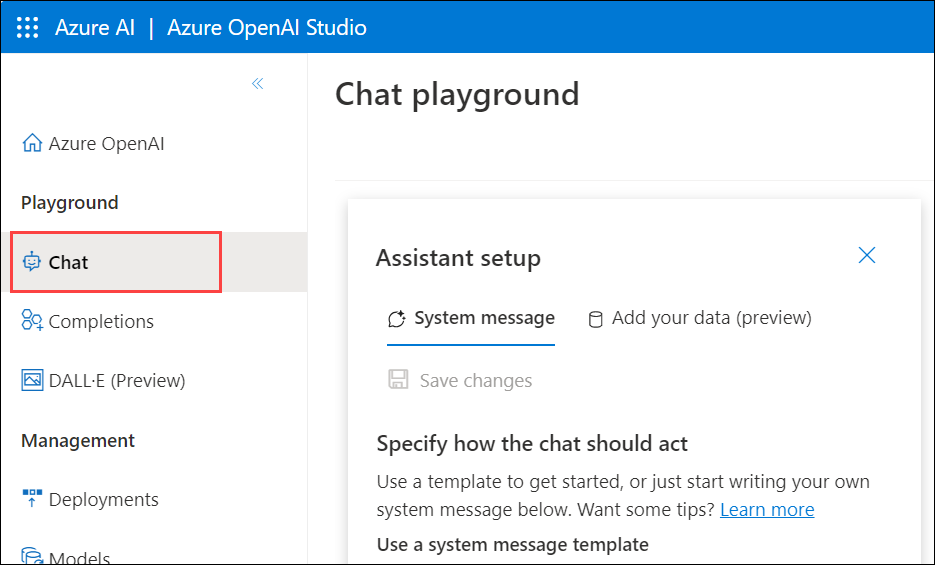 Azure AI | Azure OpenAI Studio
Azure OpenAI
Playground
Chat
Completions
DALL·E (Preview)
Management
Deployments
Models
Chat playground
Assistant setup
System message
Add your data (preview)
Save changes
Specify how the chat should act
Use a template to get started, or just start writing your own
system message below. Want some tips? Learn more
Use a system message template